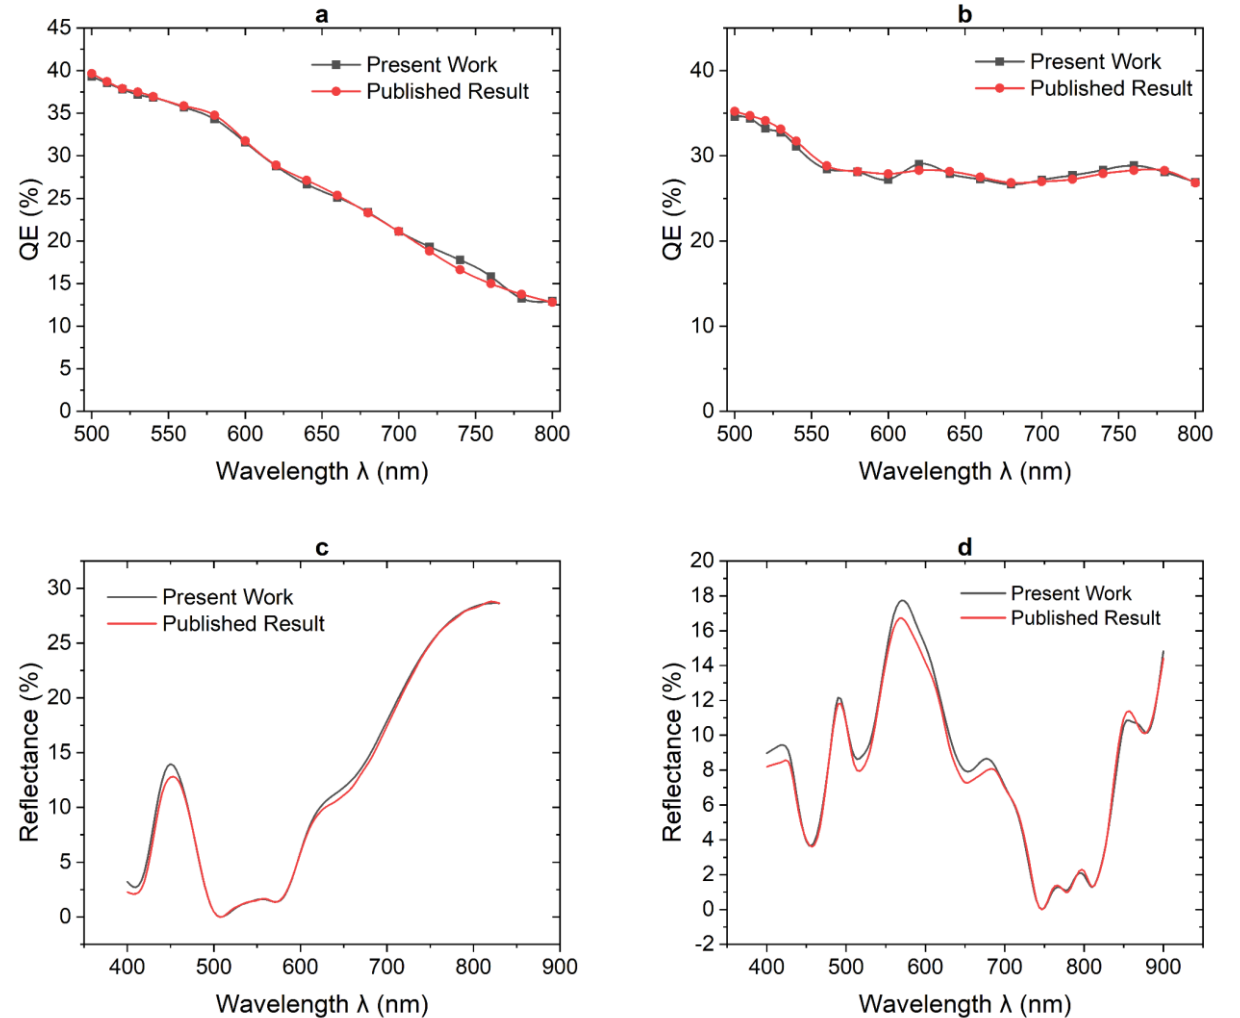 a
45
40
35
30
25
20
15
10
5
0
QE (%)
Present Work
Published Result
500 550 600 650 700 750 800
Wavelength λ (nm)
b
40
30
20
10
0
QE (%)
Present Work
Published Result
500 550 600 650 700 750 800
Wavelength λ (nm)
c
30
25
20
15
10
5
0
Reflectance (%)
Present Work
Published Result
400 500 600 700 800 900
Wavelength λ (nm)
d
20
18
16
14
12
10
8
6
4
2
0
-2
Reflectance (%)
Present Work
Published Result
400 500 600 700 800 900
Wavelength λ (nm)